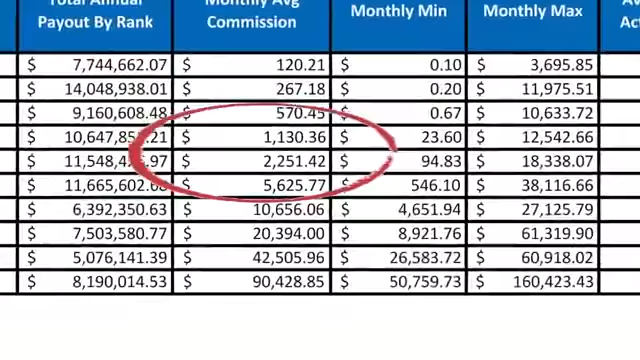 Total Annual Monthly Avg
Payout By Rank Commission Monthly Min Monthly Max
$ 7,744,662.07 $ 120.21 $ 0.10 $ 3,695.85
$ 14,048,938.01 $ 267.18 $ 0.20 $ 11,975.51
$ 9,160,608.48 $ 570.45 $ 0.67 $ 10,633.72
$ $ 1,130.36 $ 23.60 $ 12,542.66
$ $ 2,251.42 $ 94.83 $ 18,338.07
$ $ 5,625.77 $ 546.10 $ 38,116.66
$ 6,392,350.63 $ 10,656.06 $ 4,651.94 $ 27,125.79
$ 7,503,580.77 $ 20,394.00 $ 8,921.76 $ 61,319.90
$ 5,076,141.39 $ 42,505.96 $ 26,583.72 $ 60,918.02
$ 8,190,014.53 $ 90,428.85 $ 50,759.73 $ 160,423.43